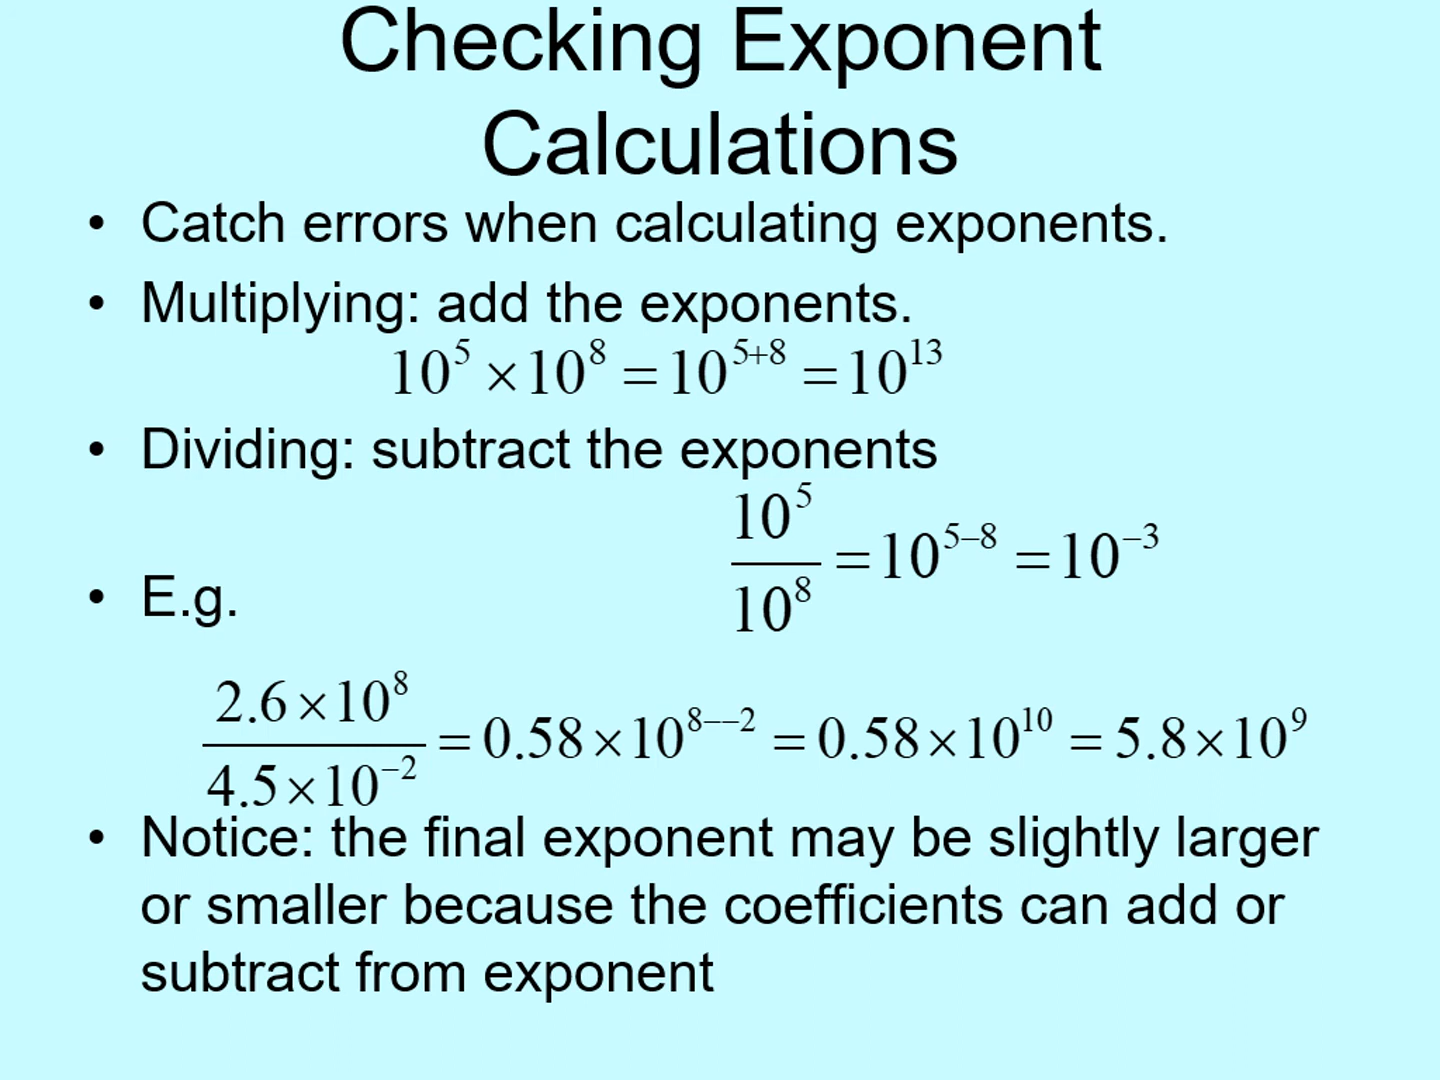 Checking Exponent
Calculations
• Catch errors when calculating exponents.
• Multiplying: add the exponents.
10^5 × 10^8 = 10^{5+8} = 10^{13}
• Dividing: subtract the exponents
10^5 / 10^8 = 10^{5–8} = 10^{–3}
• E.g.
2.6 × 10^8 / 4.5 × 10^{–2} = 0.58 × 10^{8––2} = 0.58 × 10^{10} = 5.8 × 10^9
• Notice: the final exponent may be slightly larger
or smaller because the coefficients can add or
subtract from exponent